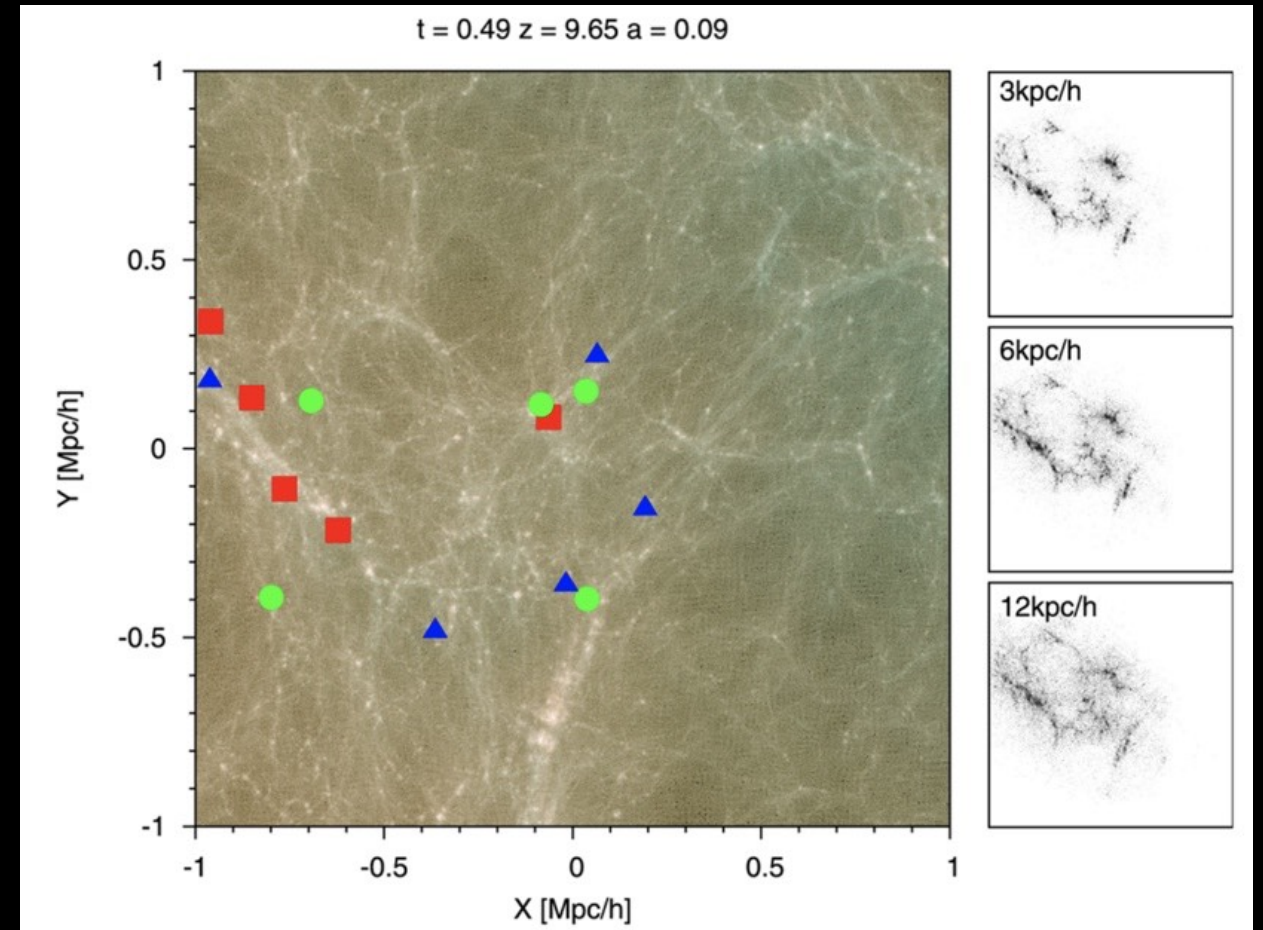 t = 0.49 z = 9.65 a = 0.09
1
0.5
0
-0.5
-1
Y [Mpc/h]
-1
-0.5
0
0.5
1
X [Mpc/h]
3kpc/h
6kpc/h
12kpc/h